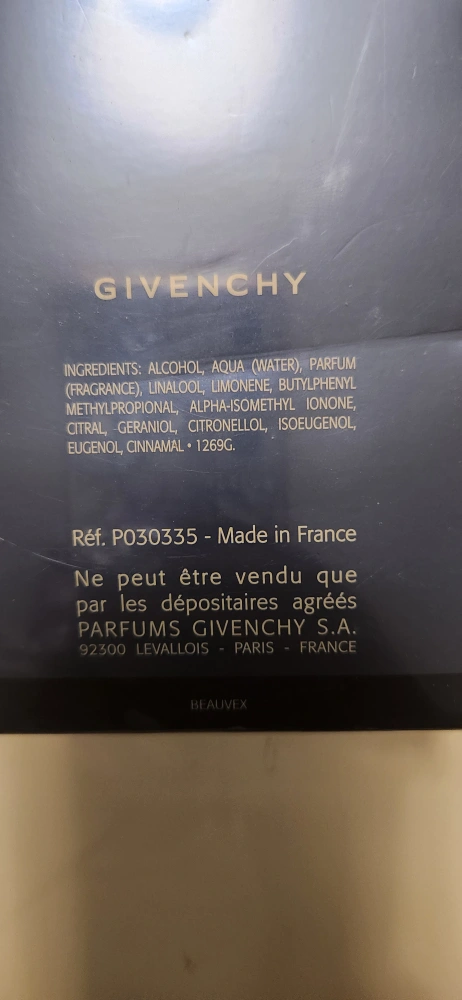 GIVENCHY
INGREDIENTS: ALCOHOL, AQUA (WATER), PARFUM
(FRAGRANCE), LINALOOL, LIMONENE, BUTYLPHENYL
METHYLPROPIONAL, ALPHA-ISOMETHYL IONONE,
CITRAL, GERANIOL, CITRONELLOL, ISOEUGENOL,
EUGENOL, CINNAMAL • 1269G.
Réf. P030335 - Made in France
Ne peut être vendu que
par les dépositaires agréés
PARFUMS GIVENCHY S.A.
92300 LEVALLOIS - PARIS - FRANCE
BEAUVEX